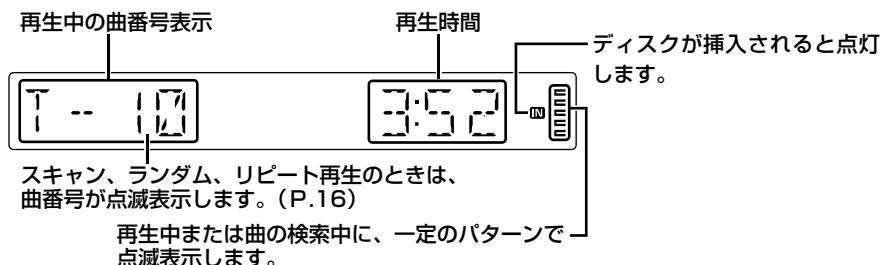 再生中の曲番号表示
再生時間
ディスクが挿入されると点灯
します。
T -- 10
3:52
IN
スキャン、ランダム、リピート再生のときは、
曲番号が点滅表示します。(P.16)
再生中または曲の検索中に、一定のパターンで
点滅表示します。